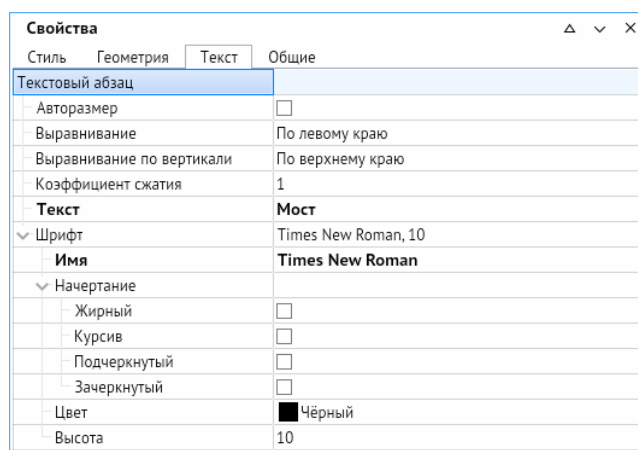 Свойства
Стиль Геометрия Текст Общие
Текстовый абзац
Авторазмер
Выравнивание По левому краю
Выравнивание по вертикали По верхнему краю
Коэффициент сжатия 1
Текст Мост
Шрифт Times New Roman, 10
Имя Times New Roman
Начертание
Жирный
Курсив
Подчеркнутый
Зачеркнутый
Цвет Чёрный
Высота 10